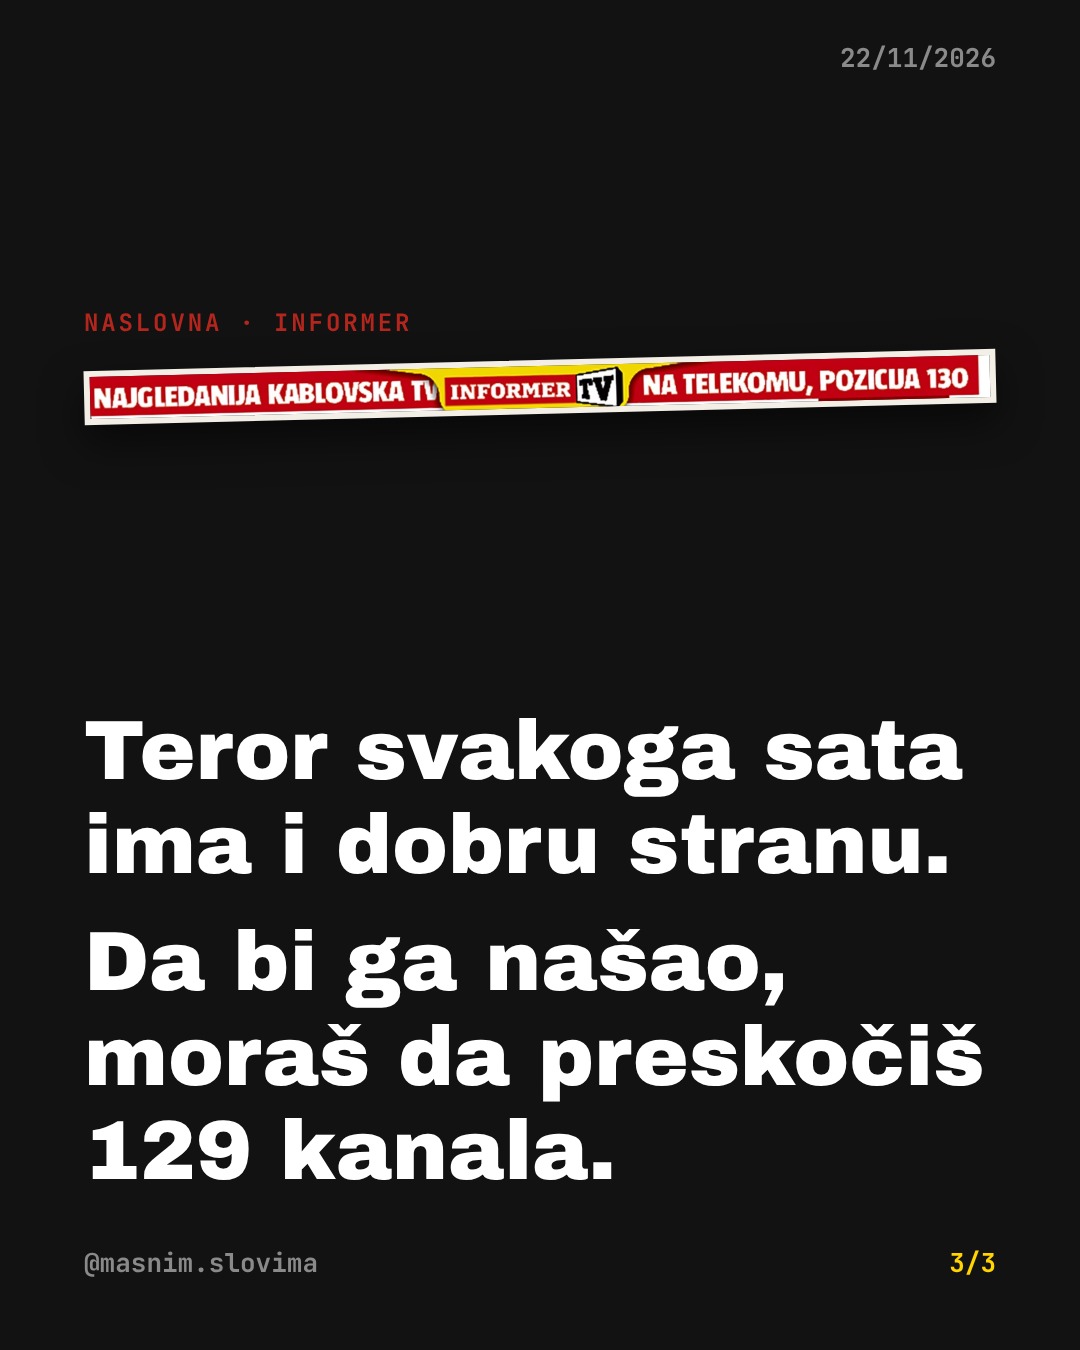 22/11/2026
NASLOVNA · INFORMER
NAJGLEDANIJA KABLOVSKA TV INFORMER TV NA TELEKOMU, POZICIJA 130
Teror svakoga sata
ima i dobru stranu.
Da bi ga našao,
moraš da preskočiš
129 kanala.
@masnim.slovima
3/3